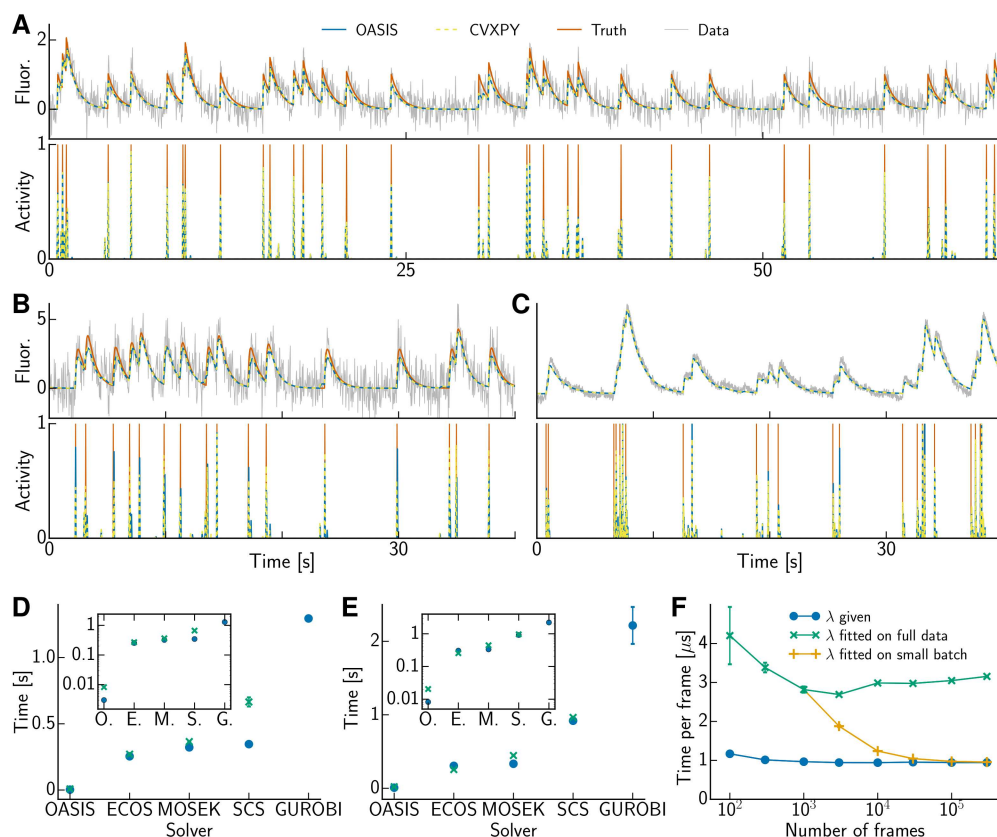 A
OASIS CVXPY Truth Data
Fluor.
2
0
Activity
1
0
0 25 50
B
Fluor.
5
0
Activity
1
0
0 30
Time [s]
C
0 30
Time [s]
D
Time [s]
1.0
0.5
0
1
0.1
0.01
O. E. M. S. G.
OASIS ECOS MOSEK SCS GUROBI
Solver
E
Time [s]
2
1
0
1
0.1
0.01
O. E. M. S. G.
OASIS ECOS MOSEK SCS GUROBI
Solver
F
λ given
λ fitted on full data
λ fitted on small batch
Time per frame [μs]
4
3
2
1
0
10² 10³ 10⁴ 10⁵
Number of frames